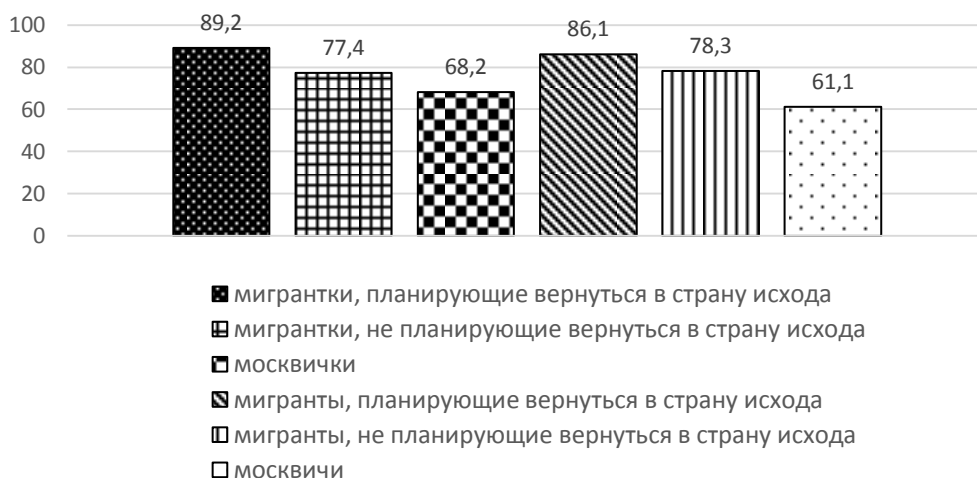 100
80
60
40
20
0
89,2
77,4
68,2
86,1
78,3
61,1
мигрантки, планирующие вернуться в страну исхода
мигрантки, не планирующие вернуться в страну исхода
москвички
мигранты, планирующие вернуться в страну исхода
мигранты, не планирующие вернуться в страну исхода
москвичи